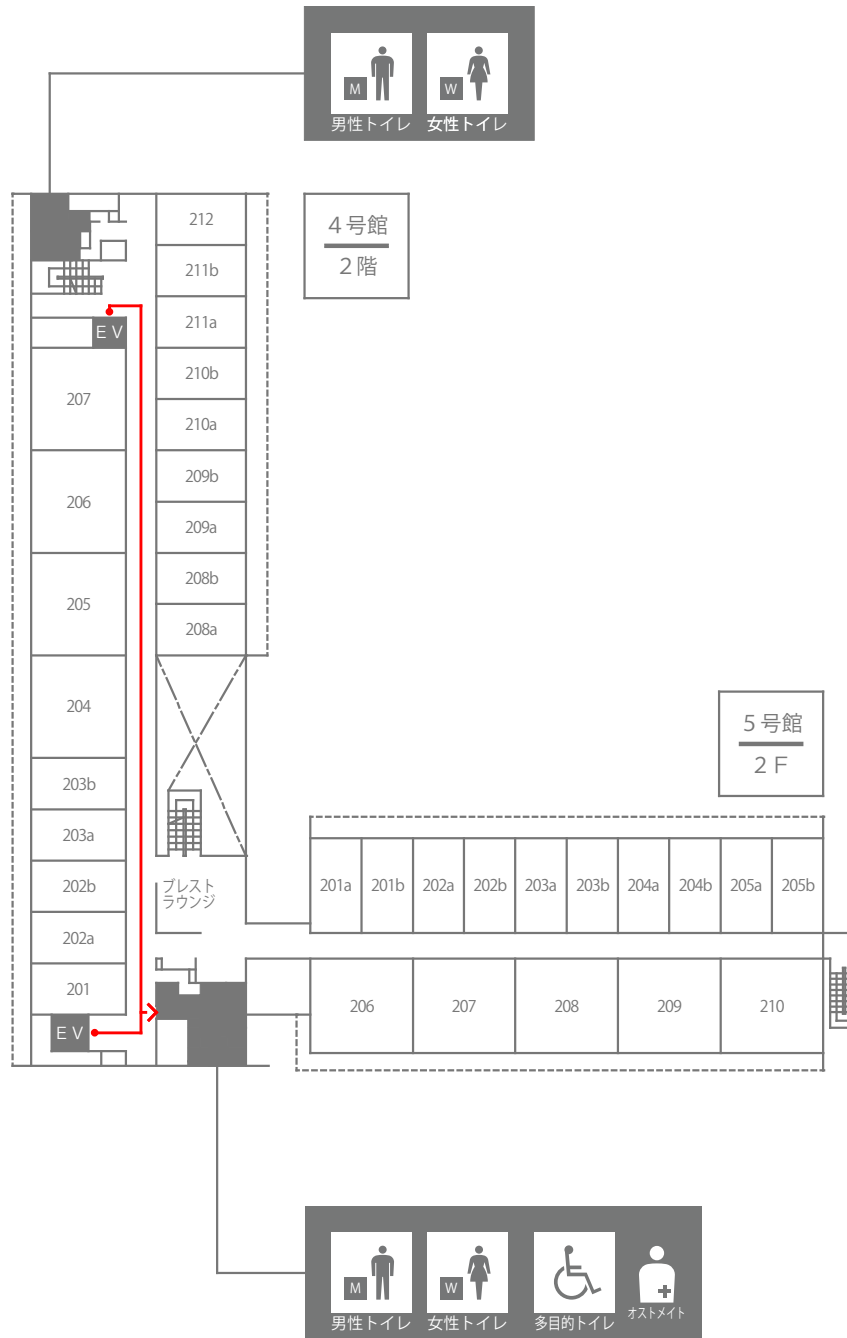 M
W
男性トイレ
女性トイレ
４号館
２階
212
211b
211a
210b
210a
209b
209a
208b
208a
ＥＶ
207
206
205
204
203b
203a
202b
202a
201
ＥＶ
ブレスト
ラウンジ
５号館
２Ｆ
201a
201b
202a
202b
203a
203b
204a
204b
205a
205b
206
207
208
209
210
M
W
男性トイレ
女性トイレ
多目的トイレ
オストメイト